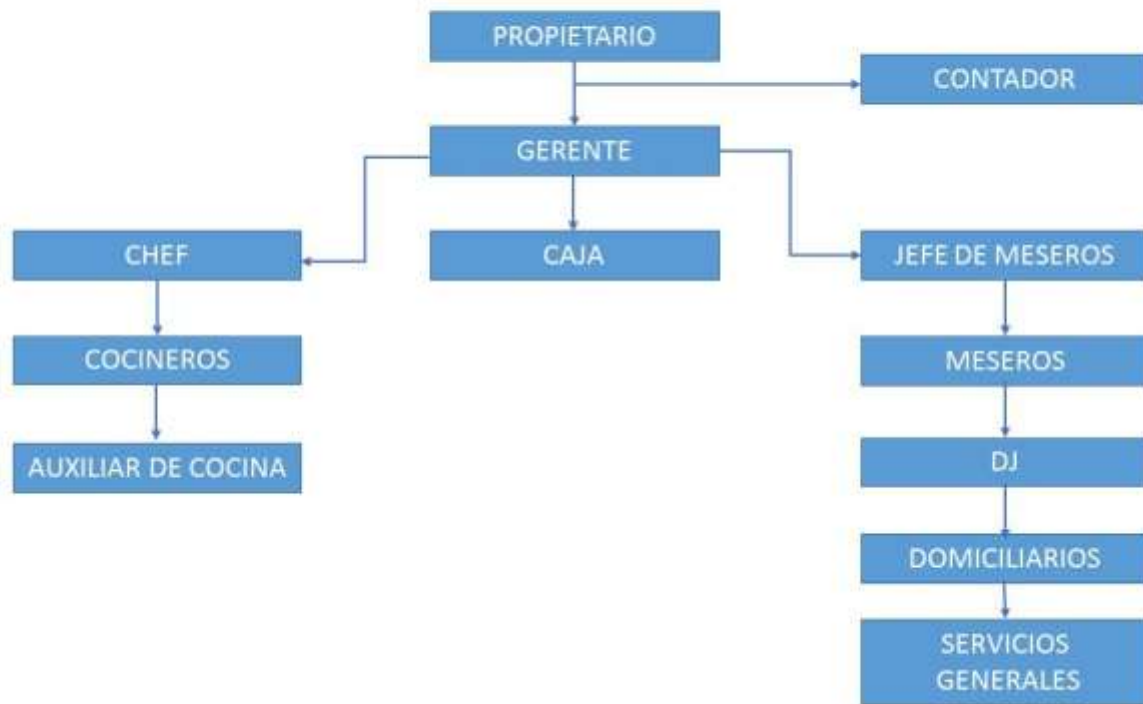 PROPIETARIO
CONTADOR
GERENTE
CHEF
CAJA
JEFE DE MESEROS
COCINEROS
MESEROS
AUXILIAR DE COCINA
DJ
DOMICILIARIOS
SERVICIOS
GENERALES